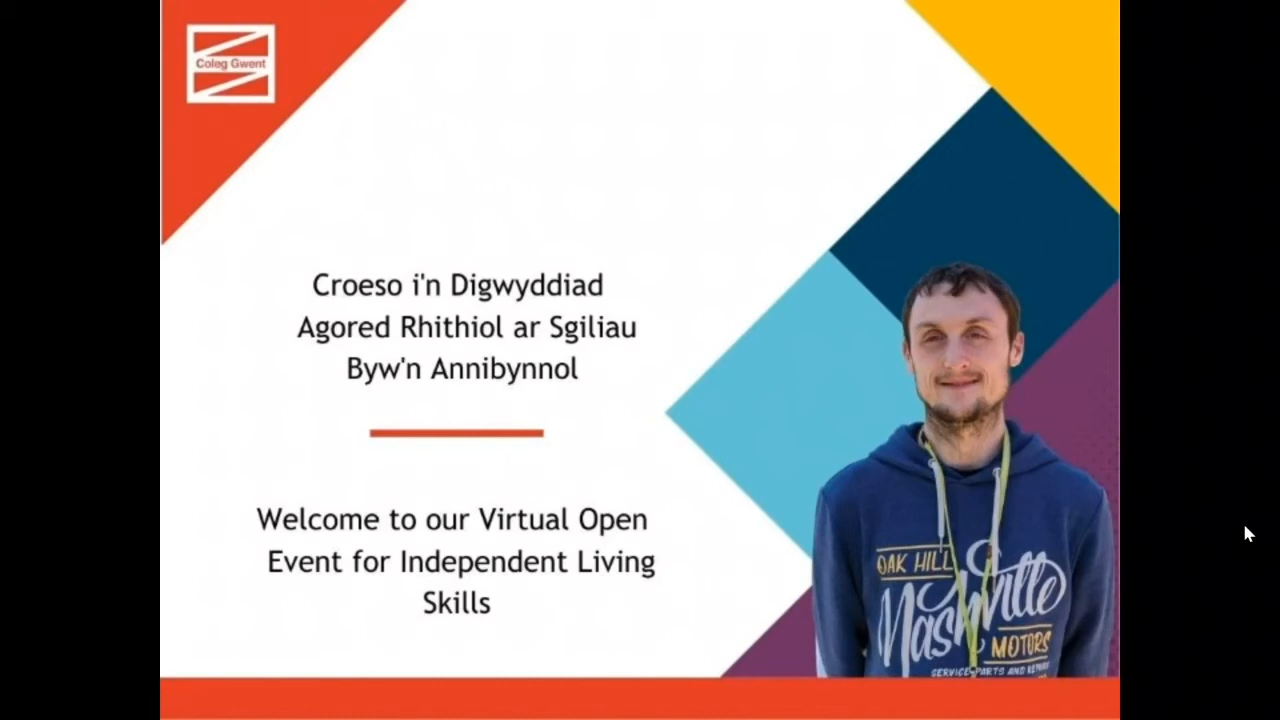 Coleg Gwent
Croeso i'n Digwyddiad
Agored Rhithiol ar Sgiliau
Byw'n Annibynnol
Welcome to our Virtual Open
Event for Independent Living
Skills
OAK HILL
Nashville
MOTORS
SERVICE PARTS AND REPAIR